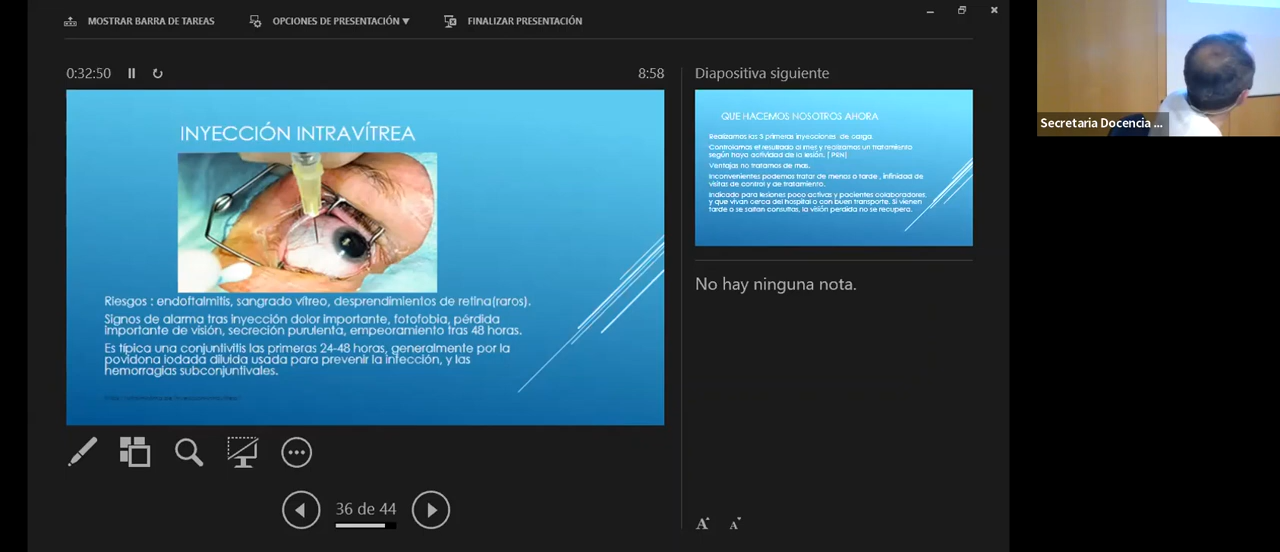 MOSTRAR BARRA DE TAREAS
OPCIONES DE PRESENTACIÓN
FINALIZAR PRESENTACIÓN
0:32:50
8:58
Diapositiva siguiente
INYECCIÓN INTRAVÍTREA
Riesgos : endoftalmitis, sangrado vítreo, desprendimientos de retina(raros).
Signos de alarma tras inyección dolor importante, fotofobia, pérdida
importante de visión, secreción purulenta, empeoramiento tras 48 horas.
Es típica una conjuntivitis las primeras 24-48 horas, generalmente por la
povidona iodada diluida usada para prevenir la infección, y las
hemorragias subconjuntivales.
QUE HACEMOS NOSOTROS AHORA
Realizamos las 3 primeras inyecciones de carga.
Controlamos el resultado al mes y realizamos un tratamiento
según haya actividad de la lesión. ( PRN)
Ventajas no tratamos de mas.
Inconvenientes podemos tratar de menos o tarde , infinidad de
visitas de control y de tratamiento.
Indicado para lesiones poco activas y pacientes colaboradores
y que vivan cerca del hospital o con buen transporte. Si vienen
tarde o se saltan consultas, la visión perdida no se recupera.
No hay ninguna nota.
36 de 44
A A
Secretaria Docencia ...